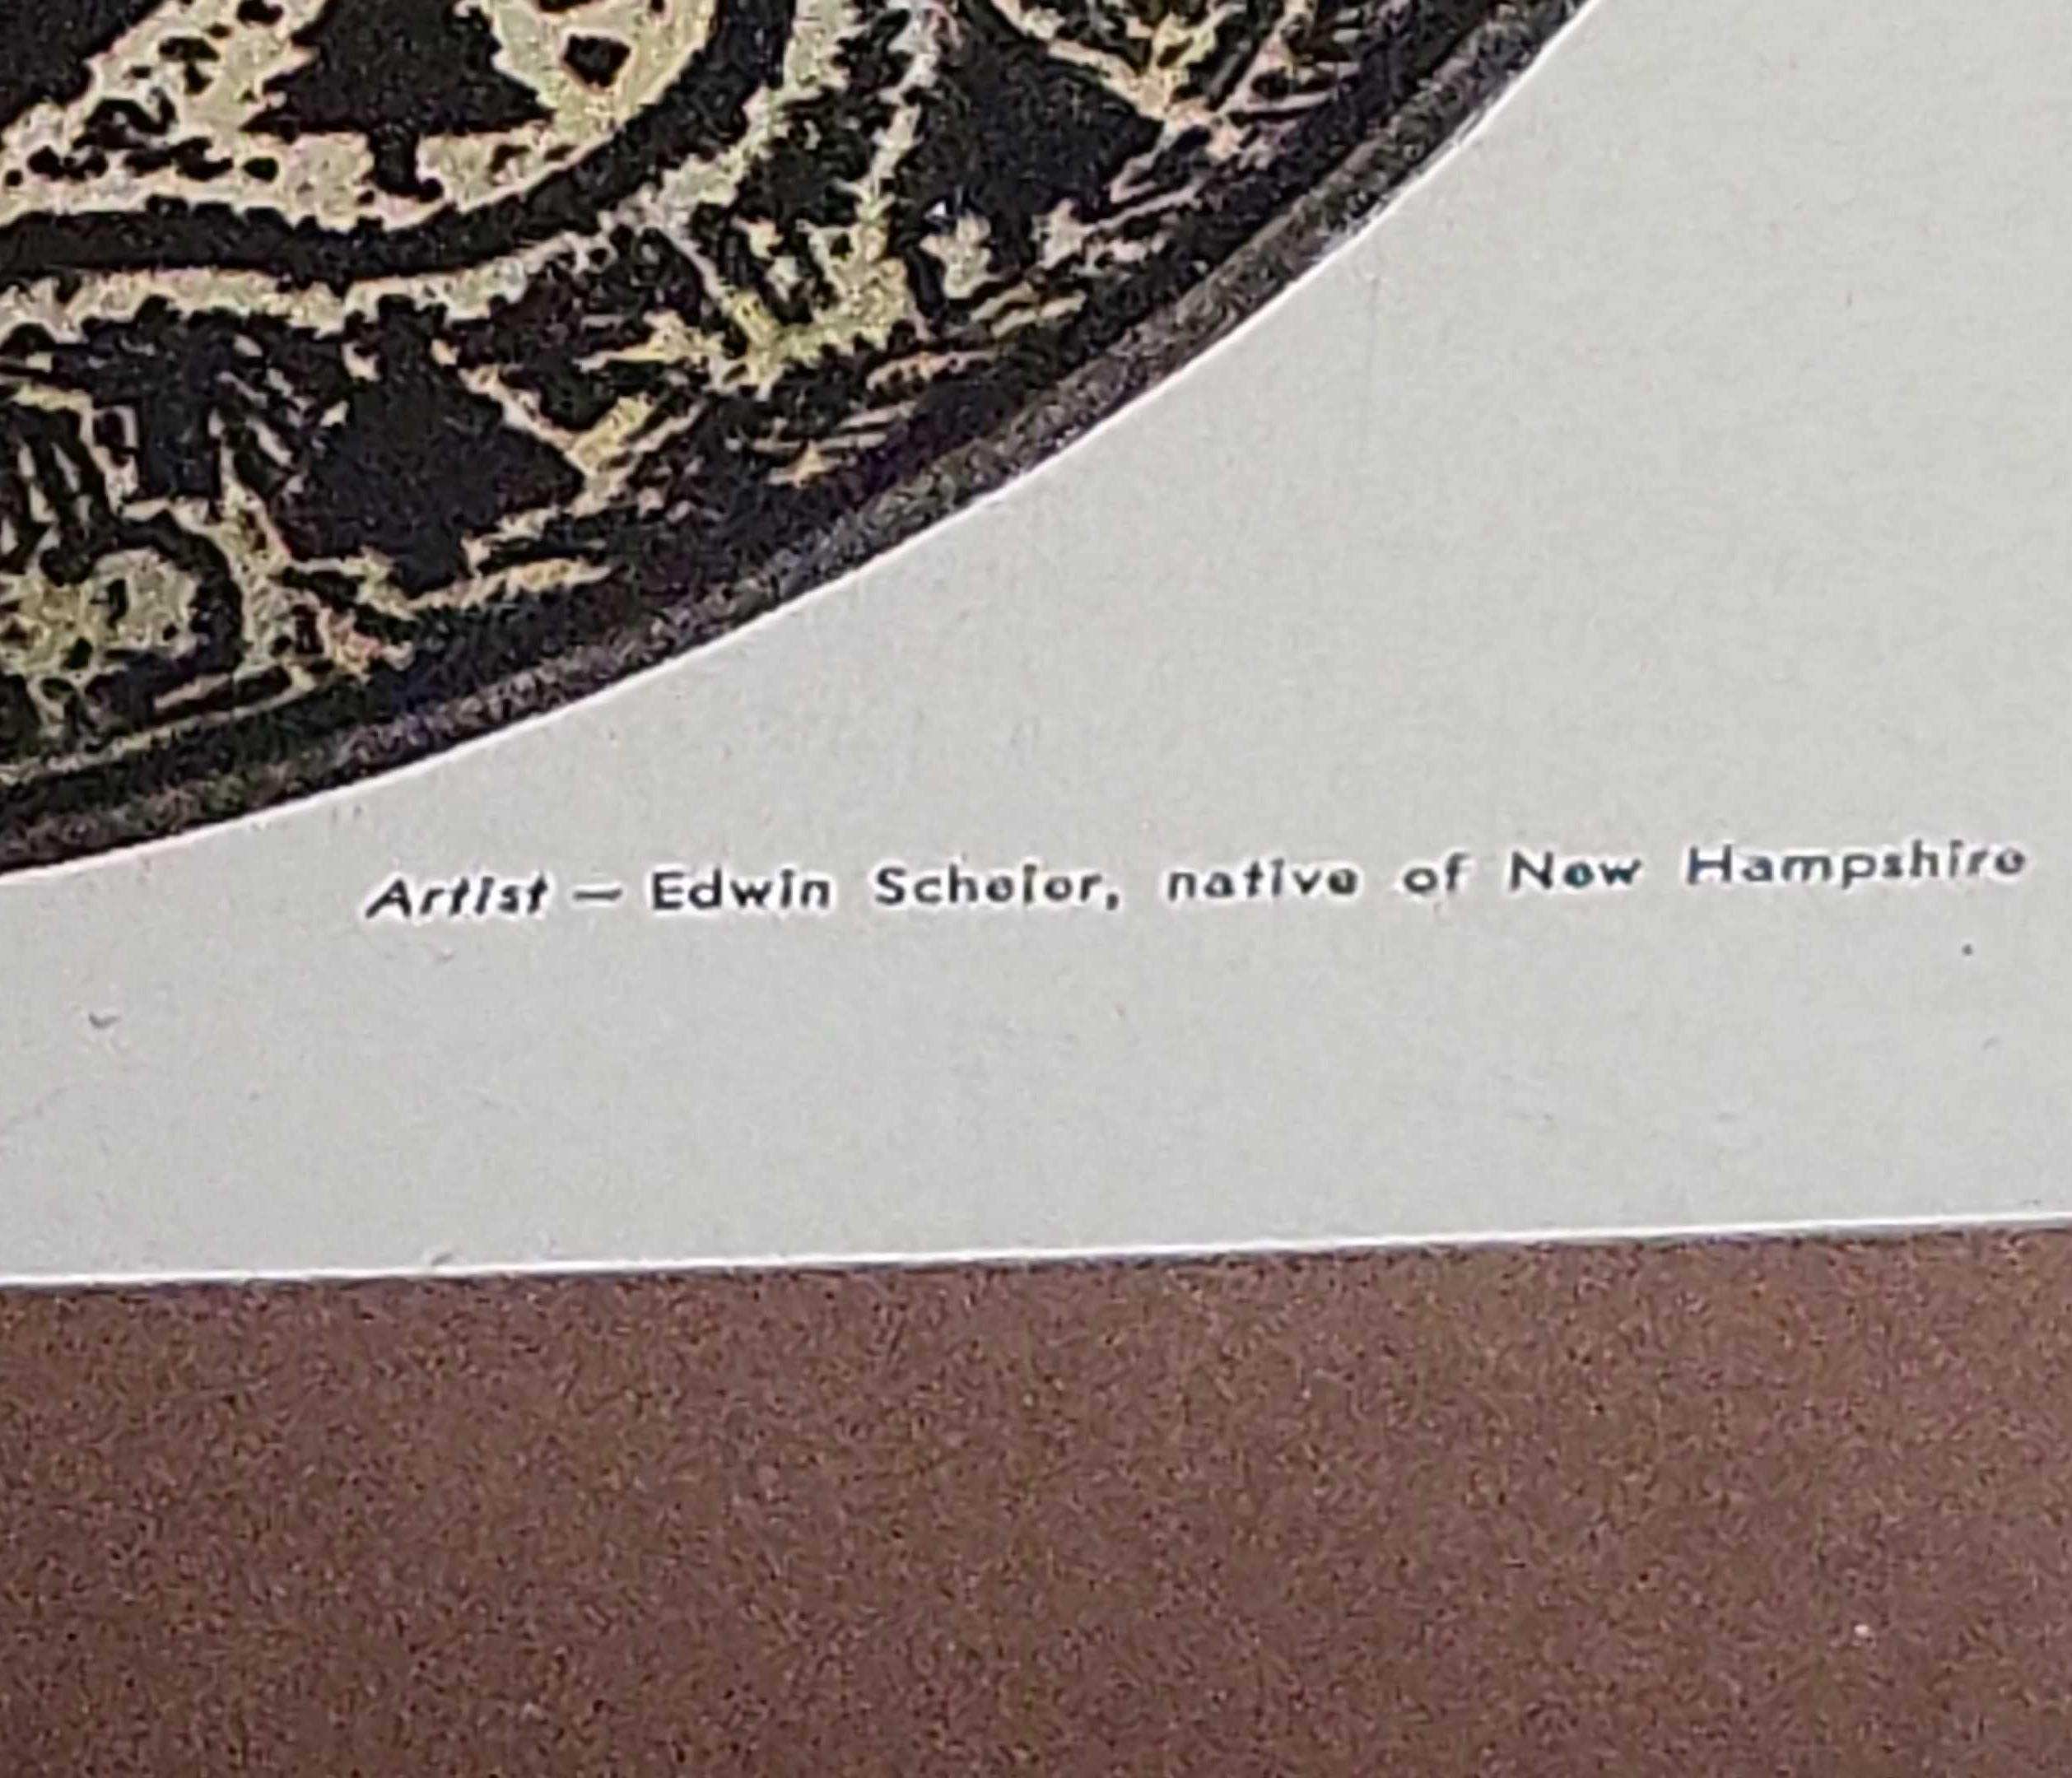 Artist — Edwin Scheier, native of New Hampshire